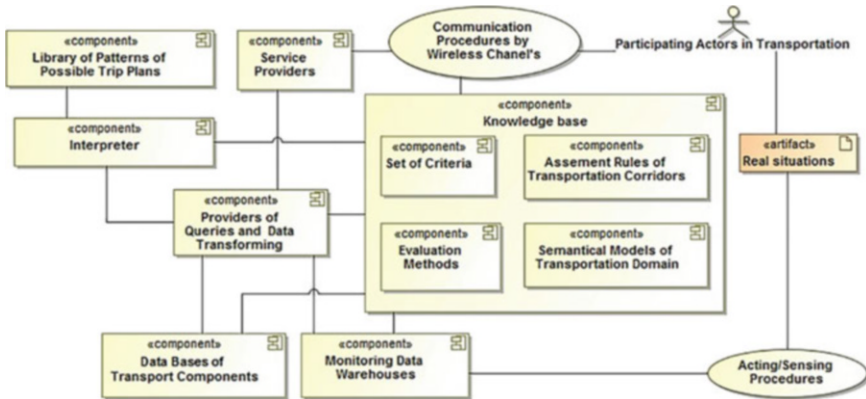 «component»
Library of Patterns of
Possible Trip Plans
«component»
Service
Providers
Communication
Procedures by
Wireless Chanel's
Participating Actors in Transportation
«component»
Interpreter
«component»
Knowledge base
«component»
Set of Criteria
«component»
Assement Rules of
Transportation Corridors
«artifact»
Real situations
«component»
Providers of
Queries and Data
Transforming
«component»
Evaluation
Methods
«component»
Semantical Models of
Transportation Domain
«component»
Data Bases of
Transport Components
«component»
Monitoring Data
Warehouses
Acting/Sensing
Procedures